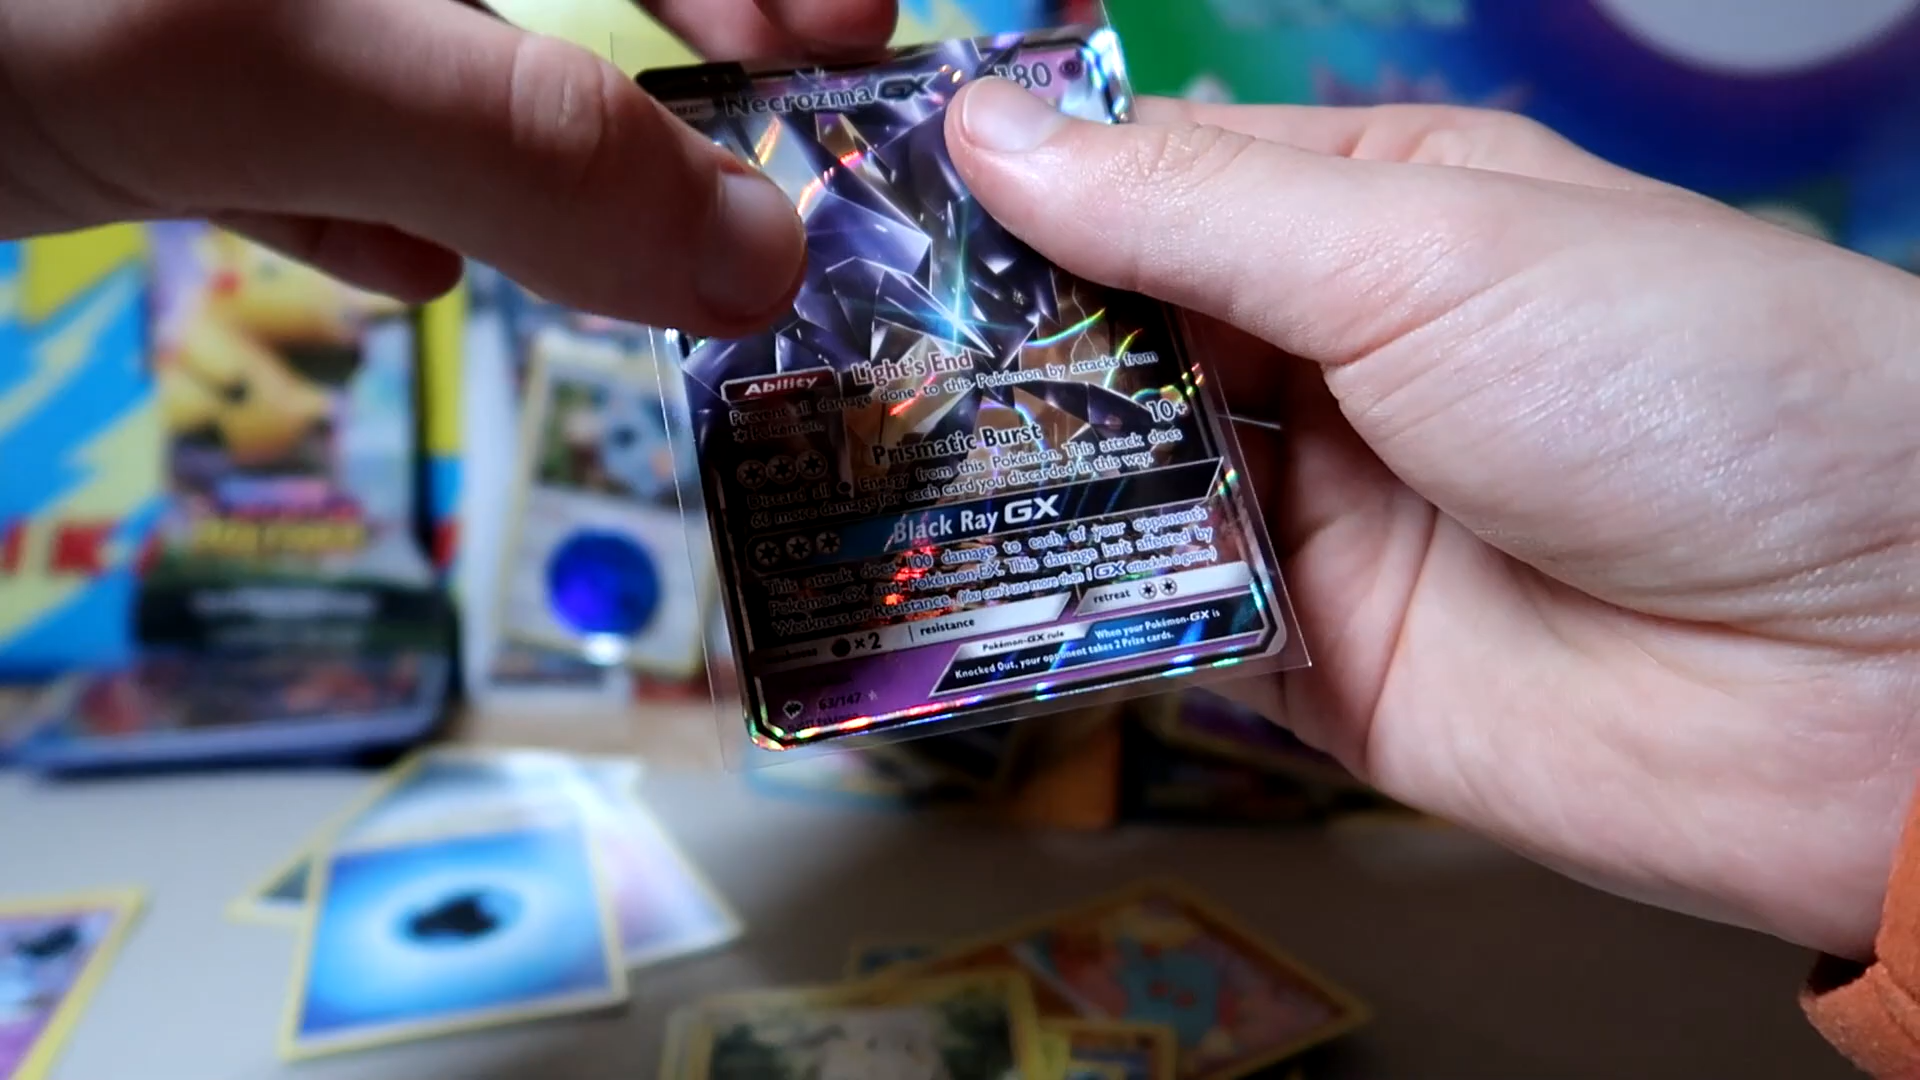 Necrozma GX 180
Ability Light's End
Prevent all damage done to this Pokémon by attacks from
Pokémon.
Prismatic Burst 10+
Discard all Energy from this Pokémon. This attack does
60 more damage for each card you discarded in this way.
Black Ray GX
This attack does 100 damage to each of your opponent's
Pokémon-GX and Pokémon-EX. This damage isn't affected by
Weakness or Resistance. (You can't use more than 1 GX attack in a game.)
×2 resistance retreat
Pokémon-GX rule When your Pokémon-GX is
Knocked Out, your opponent takes 2 Prize cards.
63/147